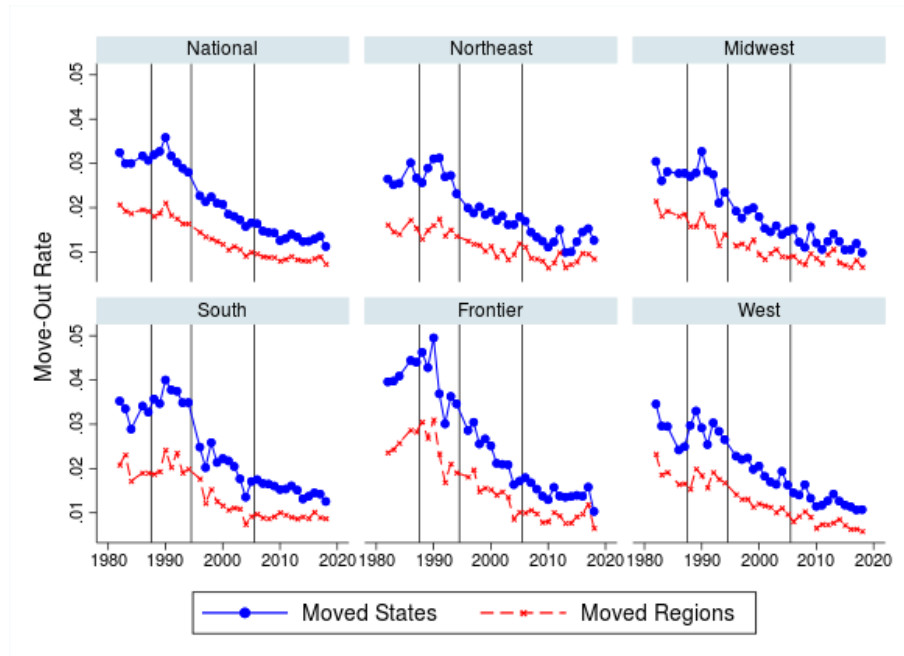 National Northeast Midwest
.05
.04
.03
.02
.01
South Frontier West
.05
.04
.03
.02
.01
Move-Out Rate
1980 1990 2000 2010 2020 1980 1990 2000 2010 2020 1980 1990 2000 2010 2020
Moved States Moved Regions